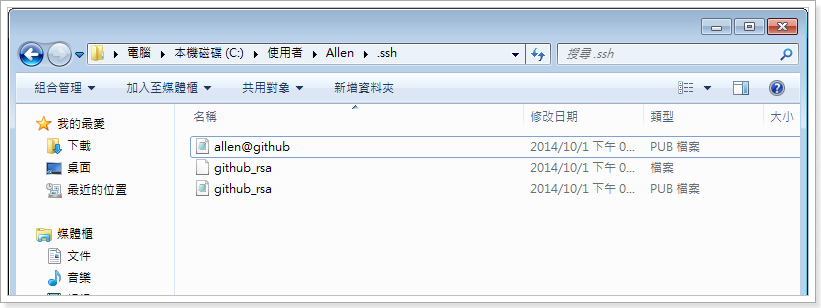 電腦 本機磁碟 (C:) 使用者 Allen .ssh 搜尋 .ssh
組合管理 加入至媒體櫃 共用對象 新增資料夾
名稱 修改日期 類型 大小
我的最愛
下載
桌面
最近的位置
媒體櫃
文件
音樂
allen@github 2014/10/1 下午 0... PUB 檔案
github_rsa 2014/10/1 下午 0... 檔案
github_rsa 2014/10/1 下午 0... PUB 檔案